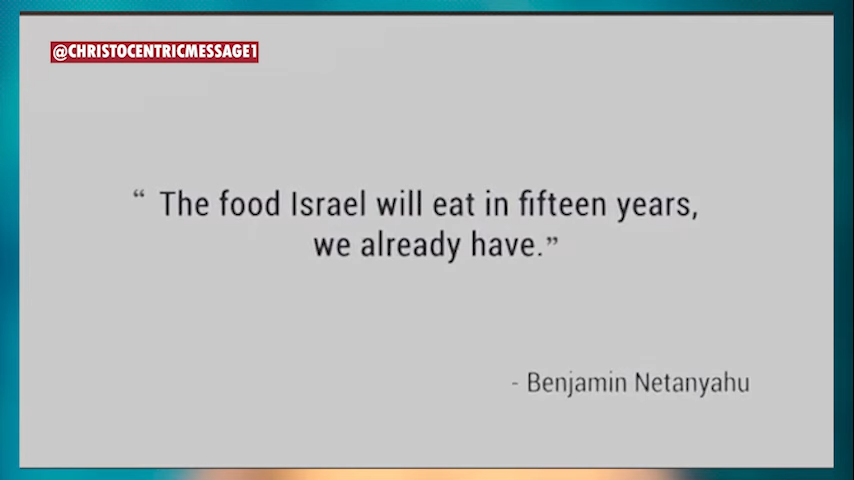 @CHRISTOCENTRICMESSAGE1
“ The food Israel will eat in fifteen years,
we already have.”
- Benjamin Netanyahu